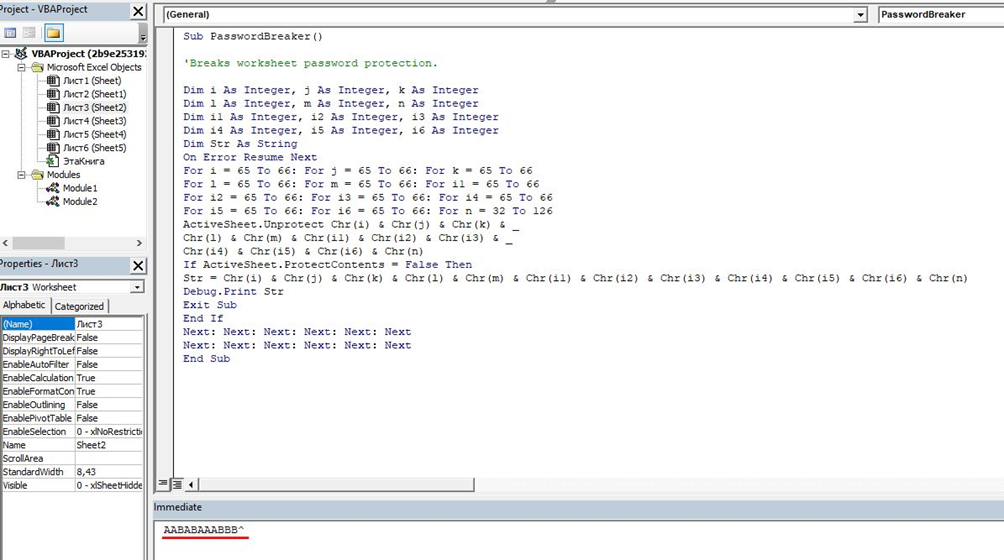 Project - VBAProject
VBAProject (2b9e25319
Microsoft Excel Objects
Лист1 (Sheet)
Лист2 (Sheet1)
Лист3 (Sheet2)
Лист4 (Sheet3)
Лист5 (Sheet4)
Лист6 (Sheet5)
ЭтаКнига
Modules
Module1
Module2
Properties - Лист3
Лист3 Worksheet
Alphabetic Categorized
(Name) Лист3
DisplayPageBreak False
DisplayRightToLef False
EnableAutoFilter False
EnableCalculation True
EnableFormatCon True
EnableOutlining False
EnablePivotTable False
EnableSelection 0 - xlNoRestricti
Name Sheet2
ScrollArea
StandardWidth 8,43
Visible 0 - xlSheetHidde
(General) PasswordBreaker
Sub PasswordBreaker()
'Breaks worksheet password protection.
Dim i As Integer, j As Integer, k As Integer
Dim l As Integer, m As Integer, n As Integer
Dim i1 As Integer, i2 As Integer, i3 As Integer
Dim i4 As Integer, i5 As Integer, i6 As Integer
Dim Str As String
On Error Resume Next
For i = 65 To 66: For j = 65 To 66: For k = 65 To 66
For l = 65 To 66: For m = 65 To 66: For i1 = 65 To 66
For i2 = 65 To 66: For i3 = 65 To 66: For i4 = 65 To 66
For i5 = 65 To 66: For i6 = 65 To 66: For n = 32 To 126
ActiveSheet.Unprotect Chr(i) & Chr(j) & Chr(k) & _
Chr(l) & Chr(m) & Chr(i1) & Chr(i2) & Chr(i3) & _
Chr(i4) & Chr(i5) & Chr(i6) & Chr(n)
If ActiveSheet.ProtectContents = False Then
Str = Chr(i) & Chr(j) & Chr(k) & Chr(l) & Chr(m) & Chr(i1) & Chr(i2) & Chr(i3) & Chr(i4) & Chr(i5) & Chr(i6) & Chr(n)
Debug.Print Str
Exit Sub
End If
Next: Next: Next: Next: Next: Next
Next: Next: Next: Next: Next: Next
End Sub
Immediate
AABABAAABBB^